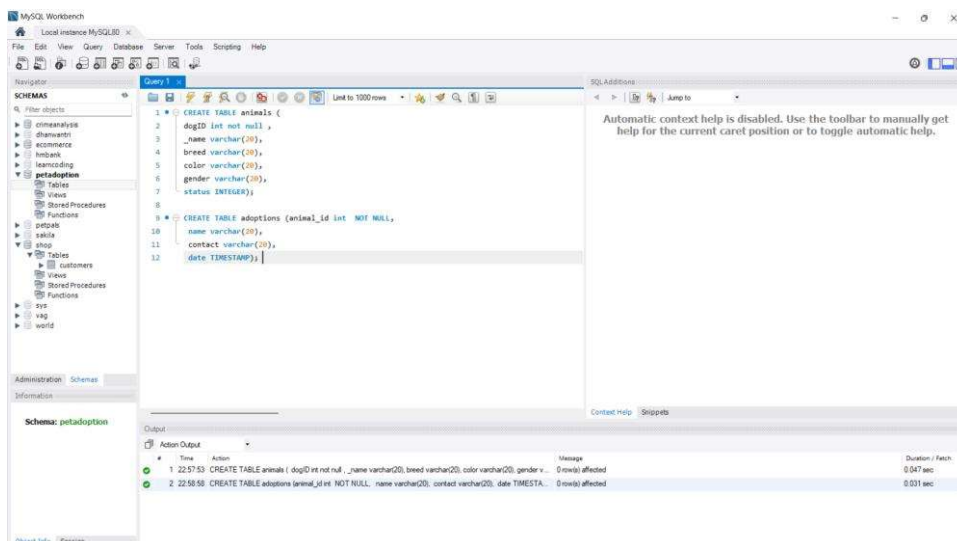 MySQL Workbench
Local instance MySQL80 ×
File Edit View Query Database Server Tools Scripting Help
Navigator
SCHEMAS
Filter objects
crimeanalysis
dhanwantri
ecommerce
hmbank
learncoding
petadoption
Tables
Views
Stored Procedures
Functions
petpals
sakila
shop
Tables
customers
Views
Stored Procedures
Functions
sys
vag
world
Administration Schemas
Information
Schema: petadoption
Query 1 ×
Limit to 1000 rows
1 CREATE TABLE animals (
2 dogID int not null ,
3 _name varchar(20),
4 breed varchar(20),
5 color varchar(20),
6 gender varchar(20),
7 status INTEGER);
8
9 CREATE TABLE adoptions (animal_id int NOT NULL,
10 name varchar(20),
11 contact varchar(20),
12 date TIMESTAMP);
SQLAdditions
Jump to
Automatic context help is disabled. Use the toolbar to manually get
help for the current caret position or to toggle automatic help.
Context Help Snippets
Output
Action Output
# Time Action Message Duration / Fetch
1 22:57:53 CREATE TABLE animals ( dogID int not null , _name varchar(20), breed varchar(20), color varchar(20), gender v... 0 row(s) affected 0.047 sec
2 22:58:58 CREATE TABLE adoptions (animal_id int NOT NULL, name varchar(20), contact varchar(20), date TIMESTA... 0 row(s) affected 0.031 sec